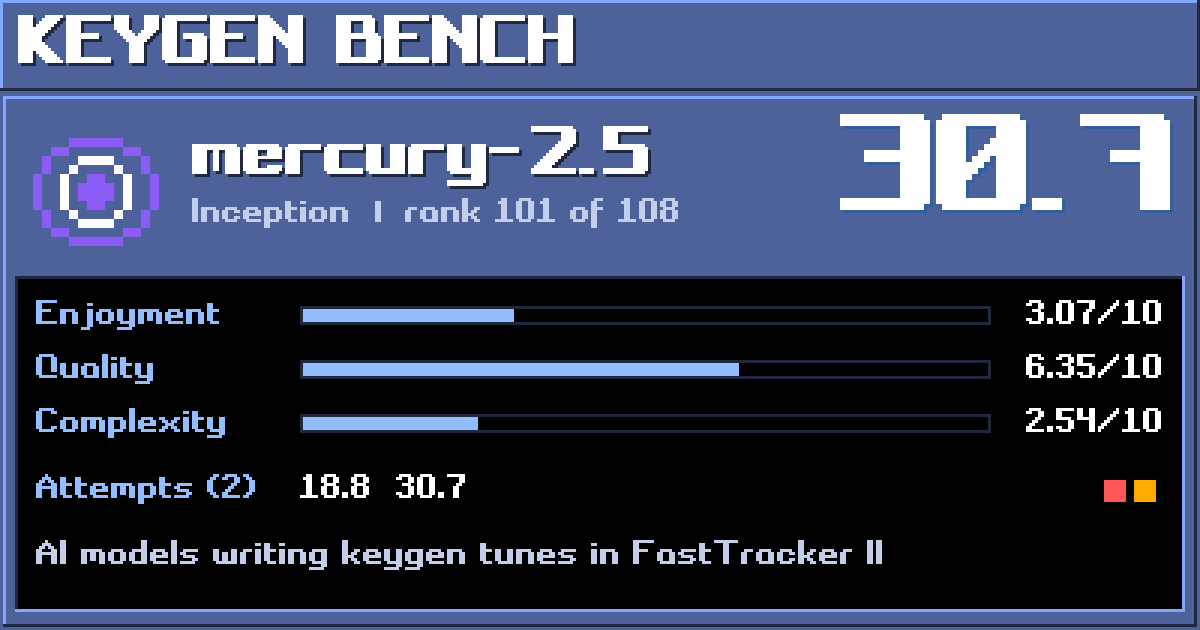 KEYGEN BENCH
mercury-2.5
30.7
Inception | rank 101 of 108
Enjoyment 3.07/10
Quality 6.35/10
Complexity 2.54/10
Attempts (2) 18.8 30.7
AI models writing keygen tunes in FastTracker II